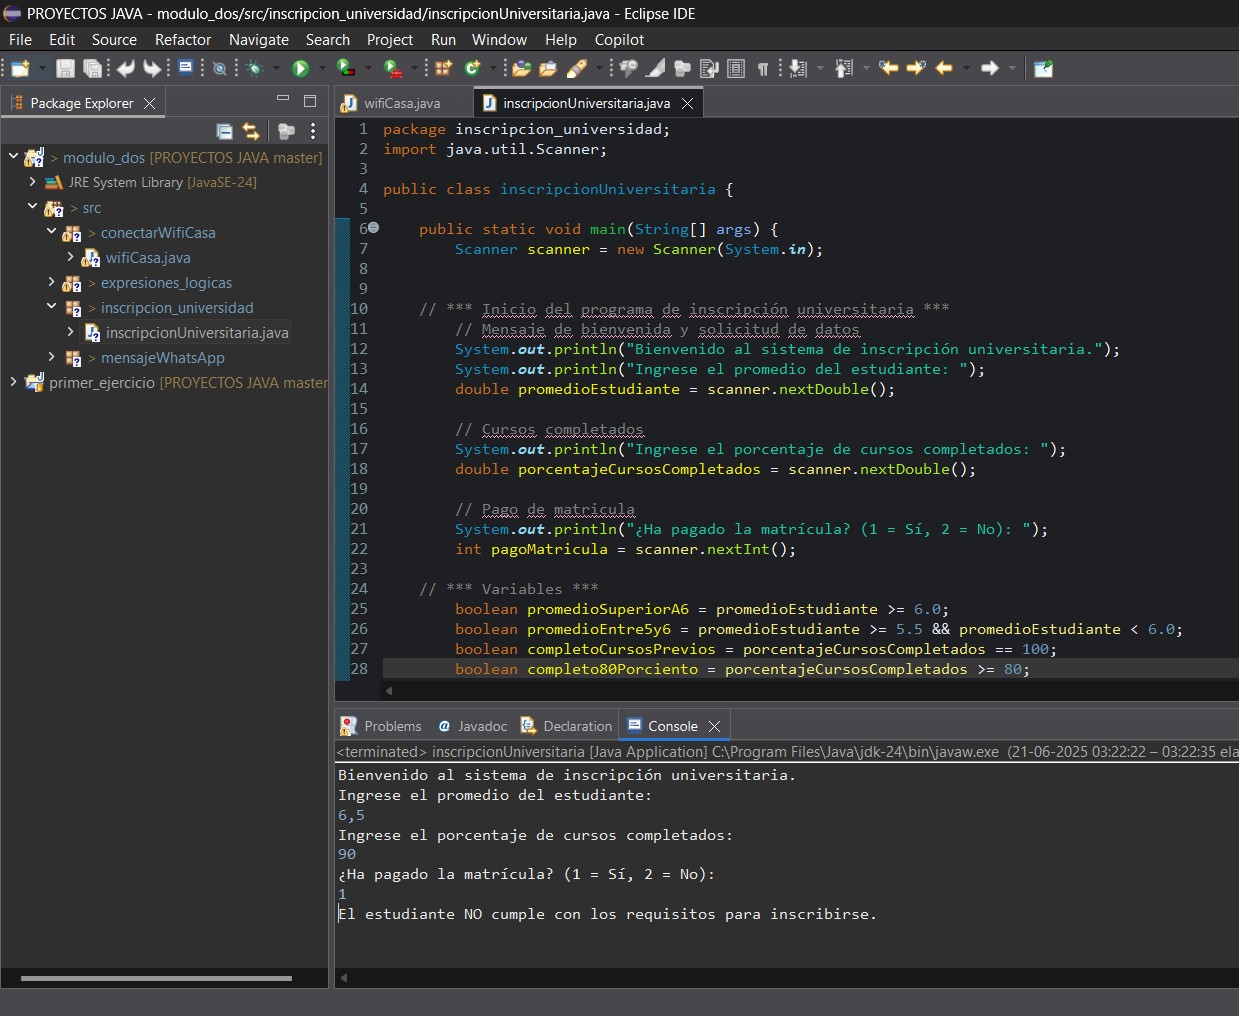 PROYECTOS JAVA - modulo_dos/src/inscripcion_universidad/inscripcionUniversitaria.java - Eclipse IDE
File Edit Source Refactor Navigate Search Project Run Window Help Copilot
Package Explorer
> modulo_dos [PROYECTOS JAVA master]
JRE System Library [JavaSE-24]
> src
> conectarWifiCasa
> wifiCasa.java
> expresiones_logicas
> inscripcion_universidad
> inscripcionUniversitaria.java
> mensajeWhatsApp
> primer_ejercicio [PROYECTOS JAVA master
wifiCasa.java inscripcionUniversitaria.java
1 package inscripcion_universidad;
2 import java.util.Scanner;
3
4 public class inscripcionUniversitaria {
5
6 public static void main(String[] args) {
7 Scanner scanner = new Scanner(System.in);
8
9
10 // *** Inicio del programa de inscripción universitaria ***
11 // Mensaje de bienvenida y solicitud de datos
12 System.out.println("Bienvenido al sistema de inscripción universitaria.");
13 System.out.println("Ingrese el promedio del estudiante: ");
14 double promedioEstudiante = scanner.nextDouble();
15
16 // Cursos completados
17 System.out.println("Ingrese el porcentaje de cursos completados: ");
18 double porcentajeCursosCompletados = scanner.nextDouble();
19
20 // Pago de matricula
21 System.out.println("¿Ha pagado la matrícula? (1 = Sí, 2 = No): ");
22 int pagoMatricula = scanner.nextInt();
23
24 // *** Variables ***
25 boolean promedioSuperiorA6 = promedioEstudiante >= 6.0;
26 boolean promedioEntre5y6 = promedioEstudiante >= 5.5 && promedioEstudiante < 6.0;
27 boolean completoCursosPrevios = porcentajeCursosCompletados == 100;
28 boolean completo80Porciento = porcentajeCursosCompletados >= 80;
Problems Javadoc Declaration Console
<terminated> inscripcionUniversitaria [Java Application] C:\Program Files\Java\jdk-24\bin\javaw.exe (21-06-2025 03:22:22 – 03:22:35 ela
Bienvenido al sistema de inscripción universitaria.
Ingrese el promedio del estudiante:
6,5
Ingrese el porcentaje de cursos completados:
90
¿Ha pagado la matrícula? (1 = Sí, 2 = No):
1
El estudiante NO cumple con los requisitos para inscribirse.